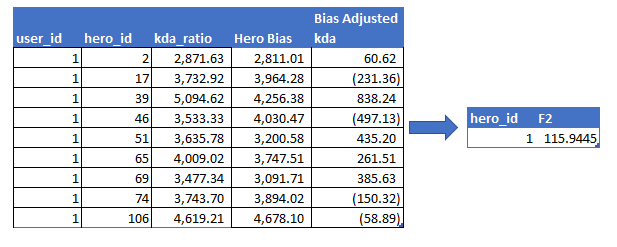 user_id hero_id kda_ratio Hero Bias Bias Adjusted kda
1 2 2,871.63 2,811.01 60.62
1 17 3,732.92 3,964.28 (231.36)
1 39 5,094.62 4,256.38 838.24
1 46 3,533.33 4,030.47 (497.13)
1 51 3,635.78 3,200.58 435.20
1 65 4,009.02 3,747.51 261.51
1 69 3,477.34 3,091.71 385.63
1 74 3,743.70 3,894.02 (150.32)
1 106 4,619.21 4,678.10 (58.89)
hero_id F2
1 115.9445